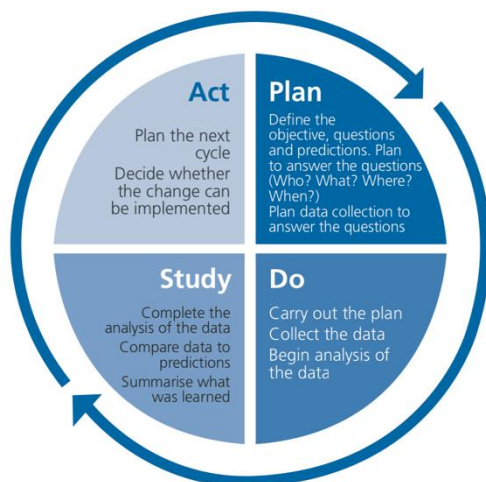 Act
Plan the next
cycle
Decide whether
the change can
be implemented
Plan
Define the
objective, questions
and predictions. Plan
to answer the questions
(Who? What? Where?
When?)
Plan data collection to
answer the questions
Study
Complete the
analysis of the data
Compare data to
predictions
Summarise what
was learned
Do
Carry out the plan
Collect the data
Begin analysis of
the data